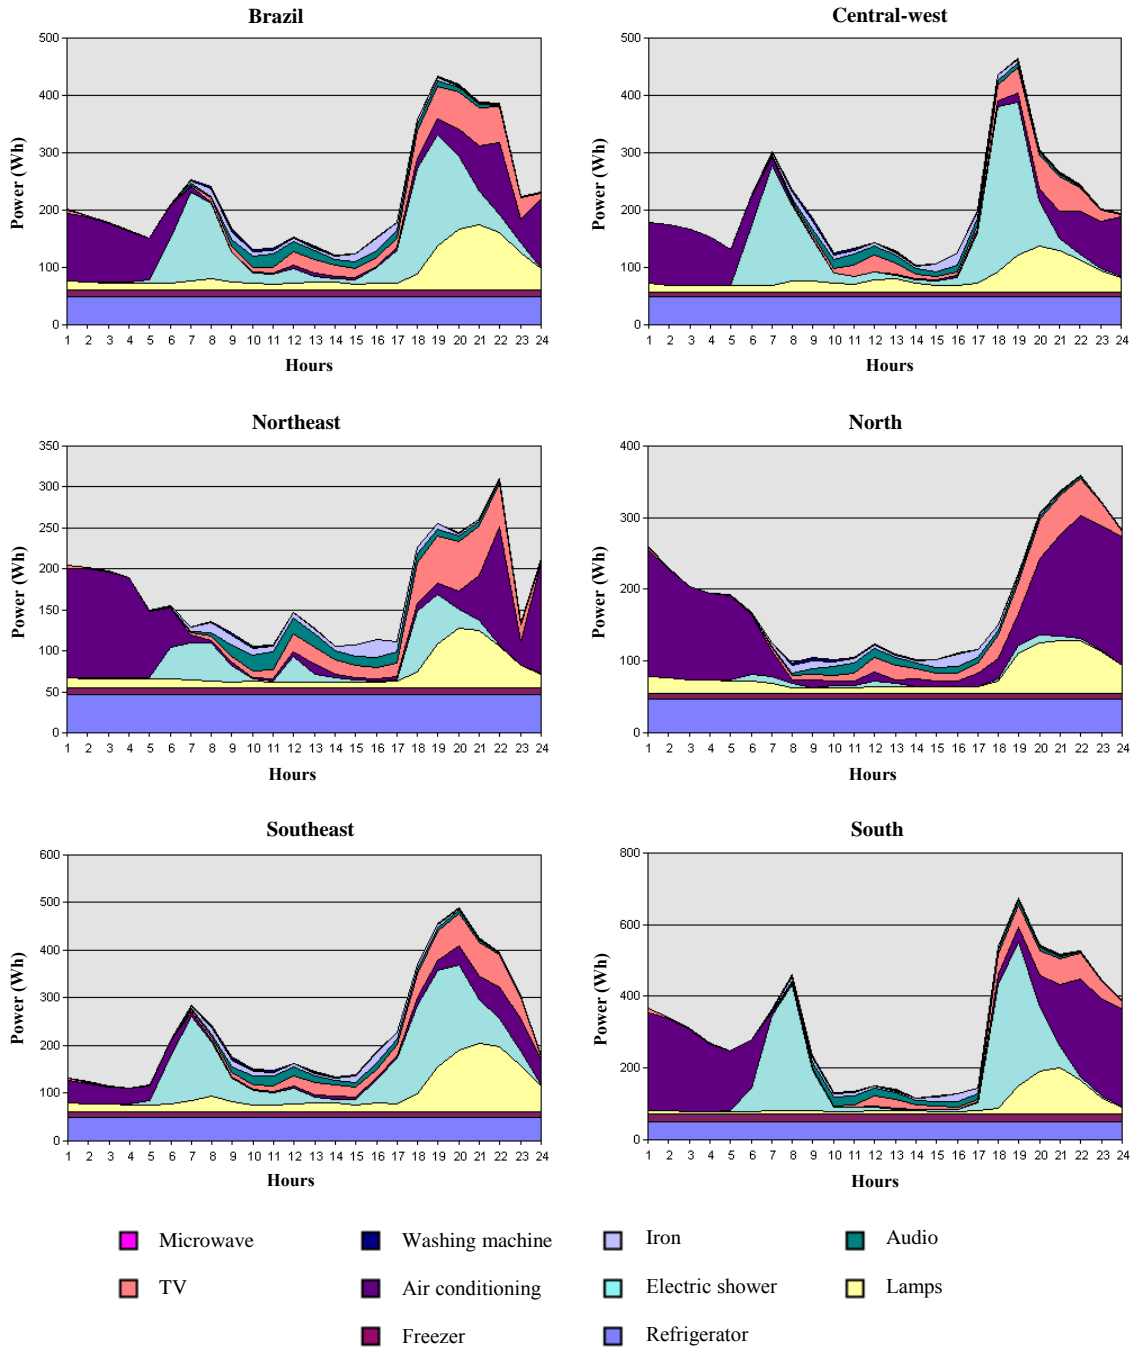 Brazil
500
400
300
200
100
0
Power (Wh)
1 2 3 4 5 6 7 8 9 10 11 12 13 14 15 16 17 18 19 20 21 22 23 24
Hours
Central-west
500
400
300
200
100
0
Power (Wh)
1 2 3 4 5 6 7 8 9 10 11 12 13 14 15 16 17 18 19 20 21 22 23 24
Hours
Northeast
350
300
250
200
150
100
50
0
Power (Wh)
1 2 3 4 5 6 7 8 9 10 11 12 13 14 15 16 17 18 19 20 21 22 23 24
Hours
North
400
300
200
100
0
Power (Wh)
1 2 3 4 5 6 7 8 9 10 11 12 13 14 15 16 17 18 19 20 21 22 23 24
Hours
Southeast
600
500
400
300
200
100
0
Power (Wh)
1 2 3 4 5 6 7 8 9 10 11 12 13 14 15 16 17 18 19 20 21 22 23 24
Hours
South
800
600
400
200
0
Power (Wh)
1 2 3 4 5 6 7 8 9 10 11 12 13 14 15 16 17 18 19 20 21 22 23 24
Hours
Microwave Washing machine Iron Audio
TV Air conditioning Electric shower Lamps
Freezer Refrigerator